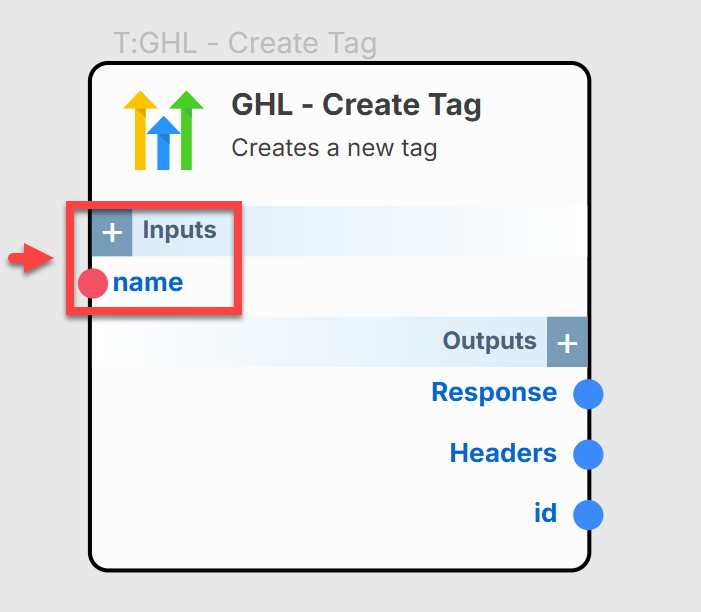 T:GHL - Create Tag
GHL - Create Tag
Creates a new tag
+ Inputs
name
Outputs +
Response
Headers
id